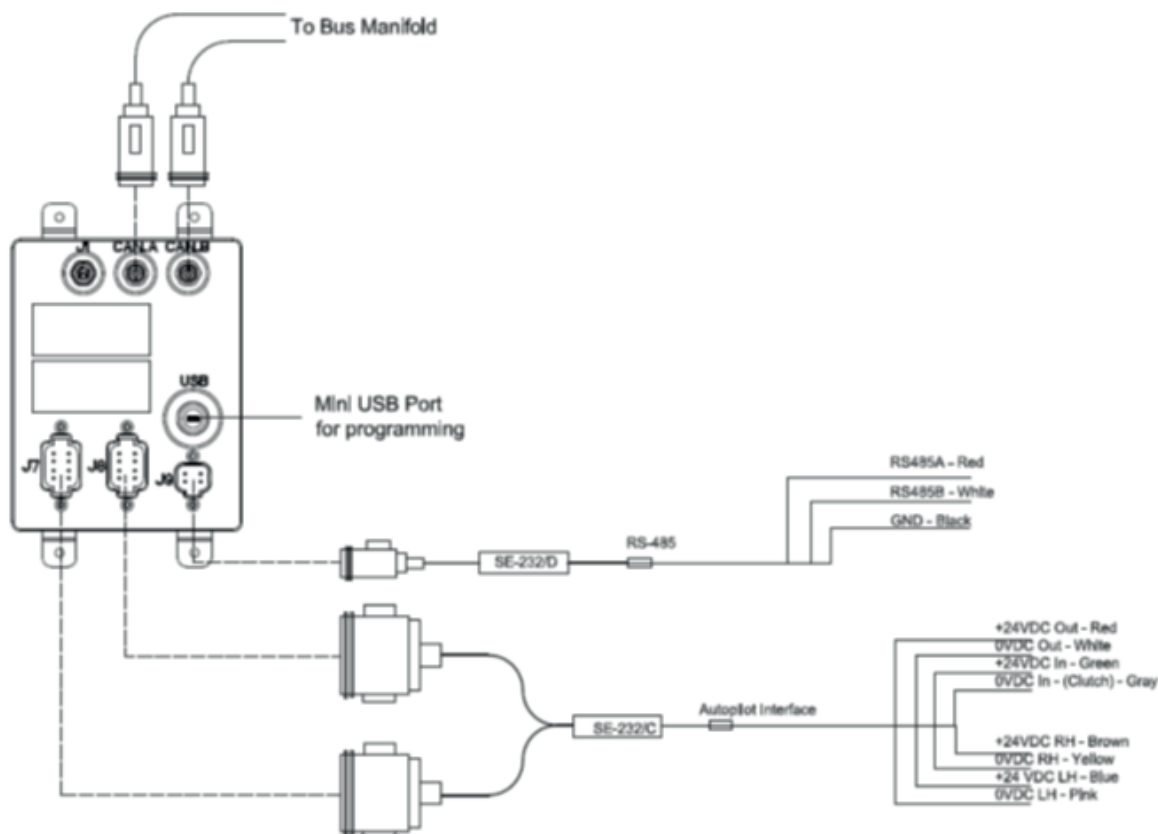 To Bus Manifold
J1 CAN A CAN B
USB
Mini USB Port
for programming
J7
J8
J9
RS485A - Red
RS485B - White
GND - Black
RS-485
SE-232/D
+24VDC Out - Red
0VDC Out - White
+24VDC In - Green
0VDC In - (Clutch) - Gray
Autopilot Interface
SE-232/C
+24VDC RH - Brown
0VDC RH - Yellow
+24 VDC LH - Blue
0VDC LH - Pink